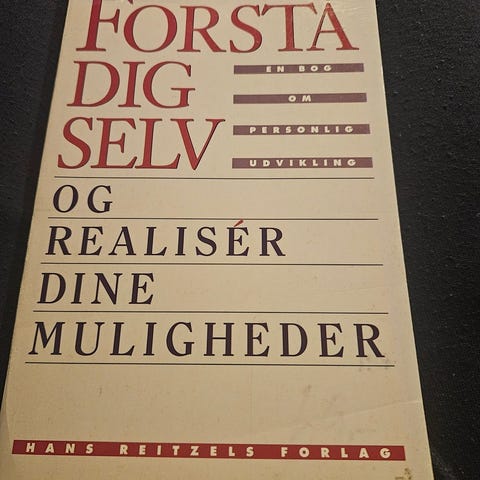 FORSTÅ
DIG
SELV
EN BOG
OM
PERSONLIG
UDVIKLING
OG
REALISÉR
DINE
MULIGHEDER
HANS REITZELS FORLAG